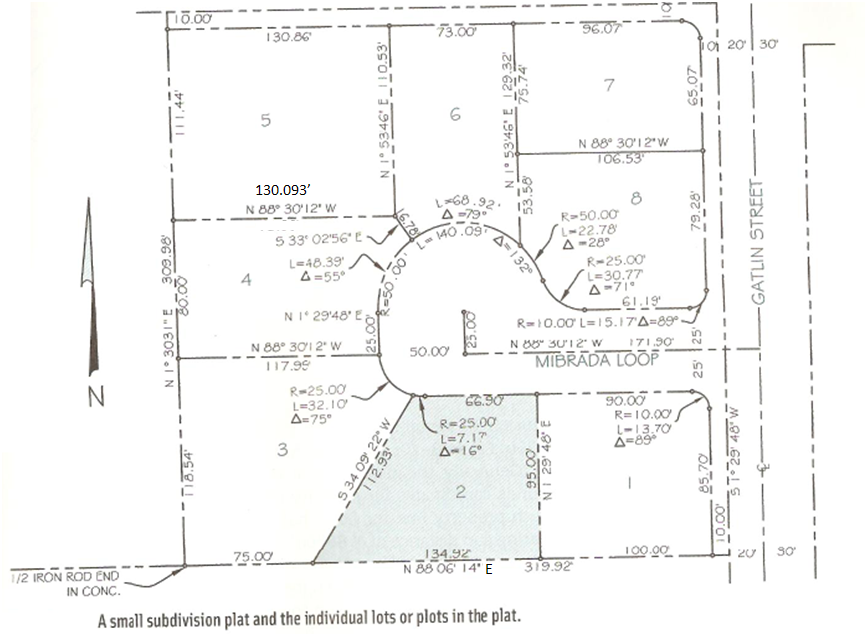 10.00'
130.86'
73.00'
96.07'
10'
10'
20'
30'
111.44'
N 1° 5346' E 110.53'
N 1° 53'46" E 129.32'
75.74'
65.07'
5
6
7
N 88° 30'12" W
106.53'
130.093'
N 88° 30'12" W
16.78'
L=68.92'
Δ=79°
L=140.09'
Δ=132°
53.58'
R=50.00'
L=22.78'
Δ=28°
8
79.28'
GATLIN STREET
S 33° 02'56" E
L=48.39'
Δ=55°
R=50.00'
R=25.00'
L=30.77'
Δ=71°
61.19'
N 1° 3031" E 309.98'
80.00'
4
N 1° 29'48" E
25.00'
25.00'
R=10.00' L=15.17' Δ=89°
N 88° 30'12" W
117.99'
50.00'
N 88° 30'12" W 171.90'
25'
MIBRADA LOOP
25'
N
R=25.00'
L=32.10'
Δ=75°
66.90'
90.00'
R=25.00'
L=7.17'
Δ=16°
R=10.00'
L=13.70'
Δ=89°
S 1° 29' 48" W
3
S 34° 09' 22" W
112.93'
2
95.00'
N 1° 29'48" E
1
85.70'
118.54'
10.00'
75.00'
134.92'
100.00'
20'
30'
N 88 06' 14" E 319.92'
1/2 IRON ROD END
IN CONC.
A small subdivision plat and the individual lots or plots in the plat.